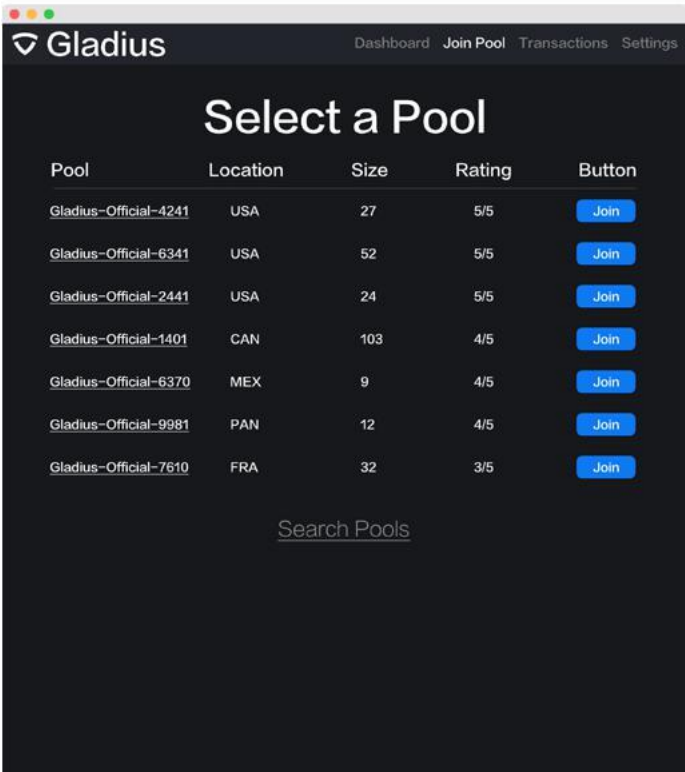 Gladius Dashboard Join Pool Transactions Settings
Select a Pool
Pool Location Size Rating Button
Gladius-Official-4241 USA 27 5/5 Join
Gladius-Official-6341 USA 52 5/5 Join
Gladius-Official-2441 USA 24 5/5 Join
Gladius-Official-1401 CAN 103 4/5 Join
Gladius-Official-6370 MEX 9 4/5 Join
Gladius-Official-9981 PAN 12 4/5 Join
Gladius-Official-7610 FRA 32 3/5 Join
Search Pools